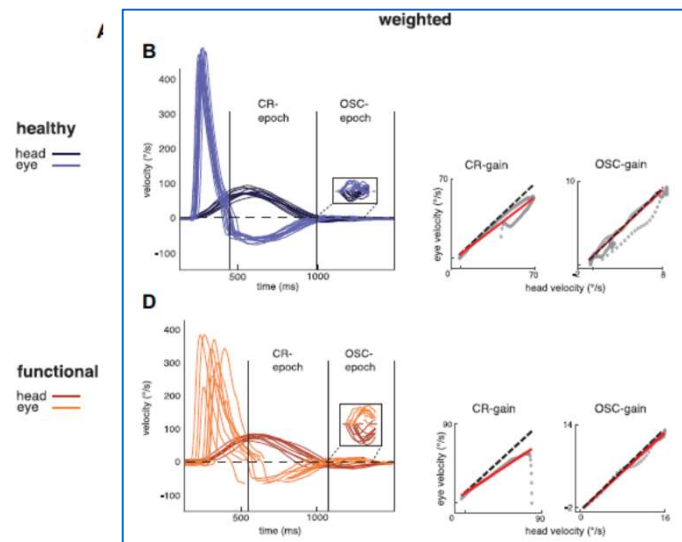 weighted
B
healthy
head
eye
velocity (°/s)
400
300
200
100
0
-100
CR-
epoch
OSC-
epoch
500
1000
time (ms)
CR-gain
eye velocity (°/s)
70
70
OSC-gain
10
-2
8
head velocity (°/s)
D
functional
head
eye
velocity (°/s)
400
300
200
100
0
-100
CR-
epoch
OSC-
epoch
500
1000
time (ms)
CR-gain
eye velocity (°/s)
90
90
OSC-gain
14
-2
16
head velocity (°/s)